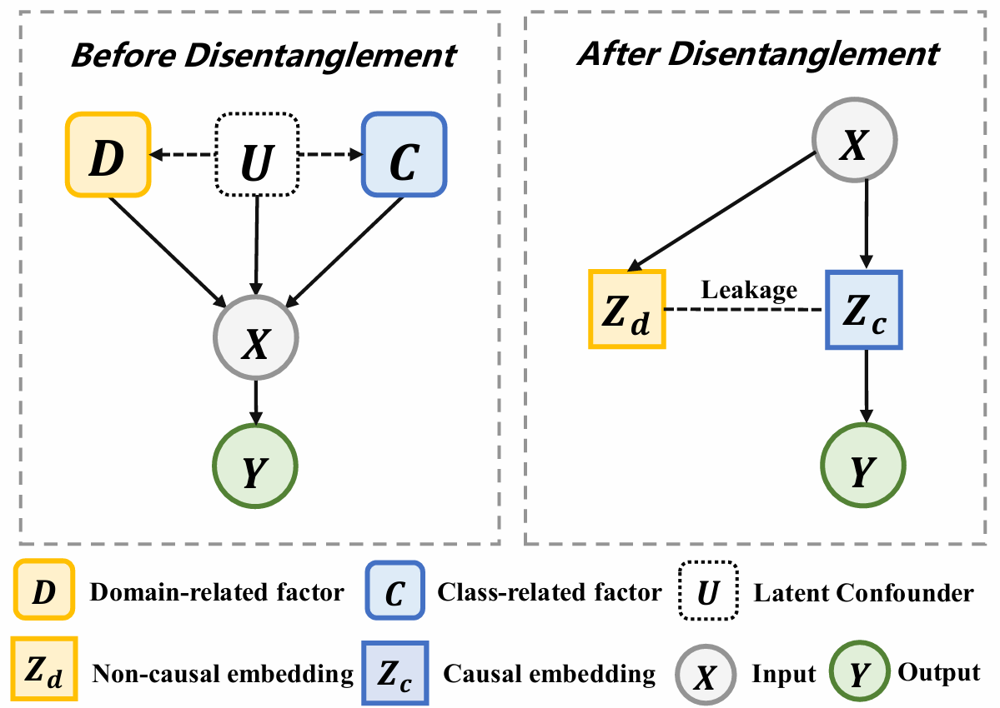 Before Disentanglement
D U C
X
Y
After Disentanglement
X
Leakage
Z_d Z_c
Y
D Domain-related factor C Class-related factor U Latent Confounder
Z_d Non-causal embedding Z_c Causal embedding X Input Y Output